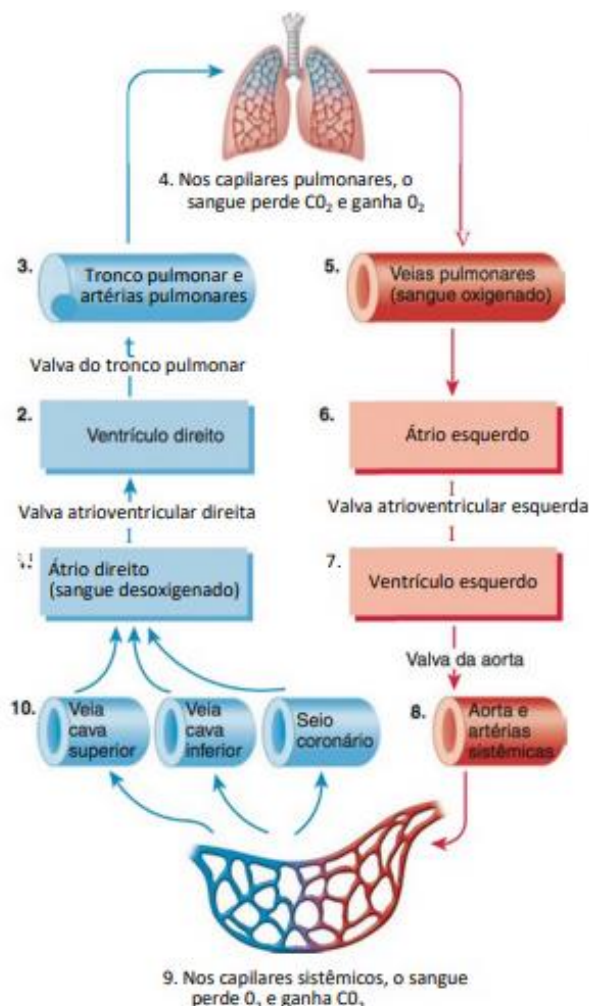 4. Nos capilares pulmonares, o
sangue perde CO₂ e ganha O₂
3.
Tronco pulmonar e
artérias pulmonares
5.
Veias pulmonares
(sangue oxigenado)
Valva do tronco pulmonar
2.
Ventrículo direito
6.
Átrio esquerdo
Valva atrioventricular direita
Valva atrioventricular esquerda
Átrio direito
(sangue desoxigenado)
7.
Ventrículo esquerdo
Valva da aorta
10.
Veia
cava
superior
Veia
cava
inferior
Seio
coronário
8.
Aorta e
artérias
sistêmicas
9. Nos capilares sistêmicos, o sangue
perde O₂ e ganha CO₂